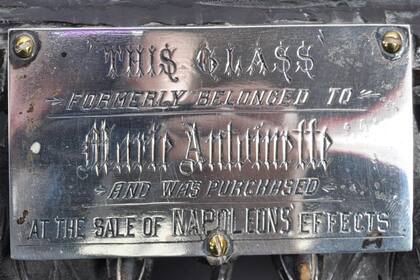 "THIS GLASS"
FORMERLY BELONGED TO
Marie Antoinette
AND WAS PURCHASED
AT THE SALE OF NAPOLEONS EFFECTS